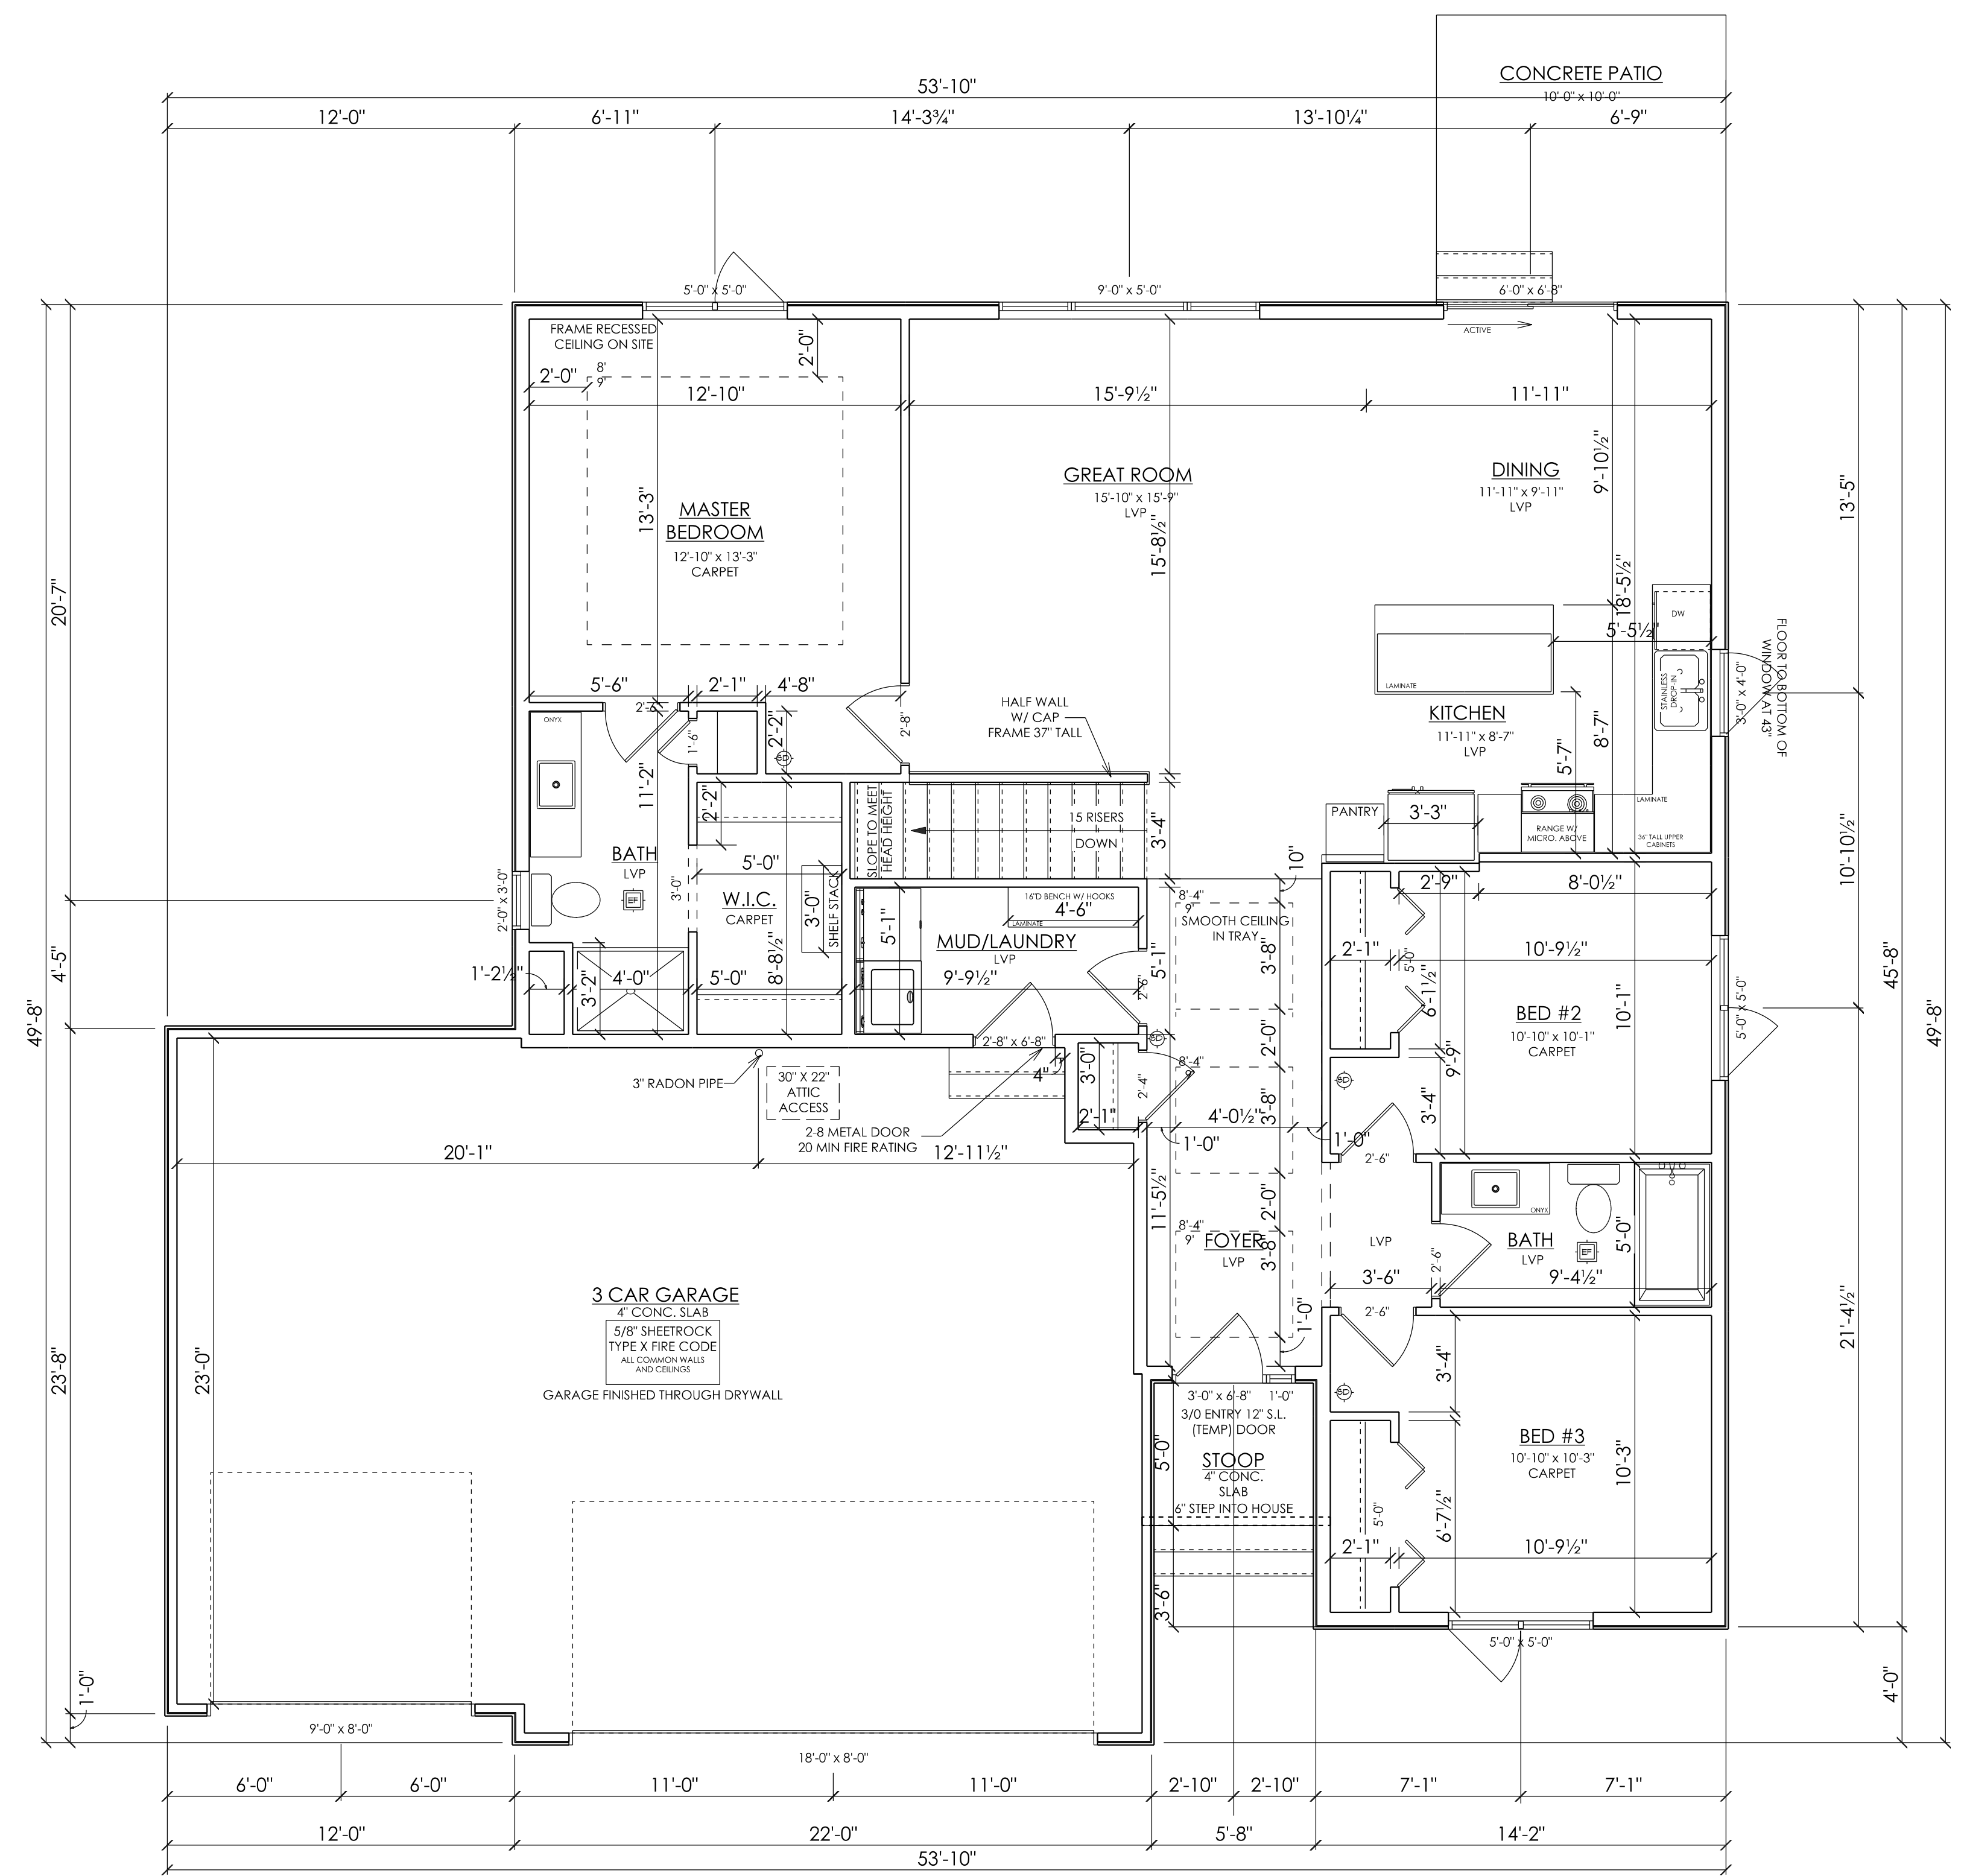 CONCRETE PATIO
10'-0" x 10'-0"
53'-10"
12'-0"
6'-11"
14'-3¾"
13'-10¼"
6'-9"
5'-0" x 5'-0"
9'-0" x 5'-0"
6'-0" x 6'-8"
ACTIVE
FRAME RECESSED
CEILING ON SITE
2'-0"
8'
9'
2'-0"
12'-10"
15'-9½"
11'-11"
9'-10½"
13'-5"
GREAT ROOM
15'-10" x 15'-9"
LVP
15'-8½"
DINING
11'-11" x 9'-11"
LVP
13'-3"
MASTER
BEDROOM
12'-10" x 13'-3"
CARPET
20'-7"
18'-5½"
DW
5'-5½"
STAINLESS
DROP-IN
3'-0" x 4'-0"
FLOOR TO BOTTOM OF
WINDOW AT 43"
LAMINATE
5'-6"
2'-1"
4'-8"
2'-6"
ONYX
1'-6"
2'-2"
SD
2'-8"
HALF WALL
W/ CAP
FRAME 37" TALL
KITCHEN
11'-11" x 8'-7"
LVP
5'-7"
8'-7"
11'-2"
2'-2"
SLOPE TO MEET
HEAD HEIGHT
15 RISERS
DOWN
3'-4"
PANTRY
3'-3"
RANGE W/
MICRO. ABOVE
LAMINATE
36" TALL UPPER
CABINETS
10'-10½"
45'-8"
49'-8"
BATH
LVP
EF
3'-0"
5'-0"
W.I.C.
CARPET
3'-0"
SHELF STACK
8'-8½"
2'-0" x 3'-0"
4'-5"
49'-8"
10"
2'-9"
8'-0½"
8'-4"
9'
SMOOTH CEILING
IN TRAY
16"D BENCH W/ HOOKS
4'-6"
LAMINATE
5'-1"
MUD/LAUNDRY
LVP
9'-9½"
5'-1"
2'-6"
3'-8"
2'-1"
5'-0"
10'-9½"
6'-1½"
10'-1"
BED #2
10'-10" x 10'-1"
CARPET
5'-0" x 5'-0"
1'-2½"
3'-2"
4'-0"
5'-0"
2'-8" x 6'-8"
SD
2'-0"
9'-9"
3" RADON PIPE
30" X 22"
ATTIC
ACCESS
4"
3'-0"
2'-4"
8'-4"
9'
SD
3'-4"
2'-1"
4'-0½"
3'-8"
1'-0"
1'-0"
2-8 METAL DOOR
20 MIN FIRE RATING
20'-1"
12'-11½"
2'-6"
11'-5½"
2'-0"
ONYX
8'-4"
9'
FOYER
LVP
3'-8"
LVP
3'-6"
2'-6"
BATH
LVP
EF
5'-0"
9'-4½"
21'-4½"
3 CAR GARAGE
4" CONC. SLAB
5/8" SHEETROCK
TYPE X FIRE CODE
ALL COMMON WALLS
AND CEILINGS
GARAGE FINISHED THROUGH DRYWALL
23'-8"
23'-0"
1'-0"
2'-6"
3'-4"
SD
3'-0" x 6'-8"
1'-0"
3/0 ENTRY 12" S.L.
(TEMP) DOOR
STOOP
4" CONC.
SLAB
6" STEP INTO HOUSE
5'-0"
3'-6"
BED #3
10'-10" x 10'-3"
CARPET
10'-3"
5'-0"
6'-7½"
2'-1"
10'-9½"
5'-0" x 5'-0"
1'-0"
4'-0"
9'-0" x 8'-0"
18'-0" x 8'-0"
6'-0"
6'-0"
11'-0"
11'-0"
2'-10"
2'-10"
7'-1"
7'-1"
12'-0"
22'-0"
5'-8"
14'-2"
53'-10"